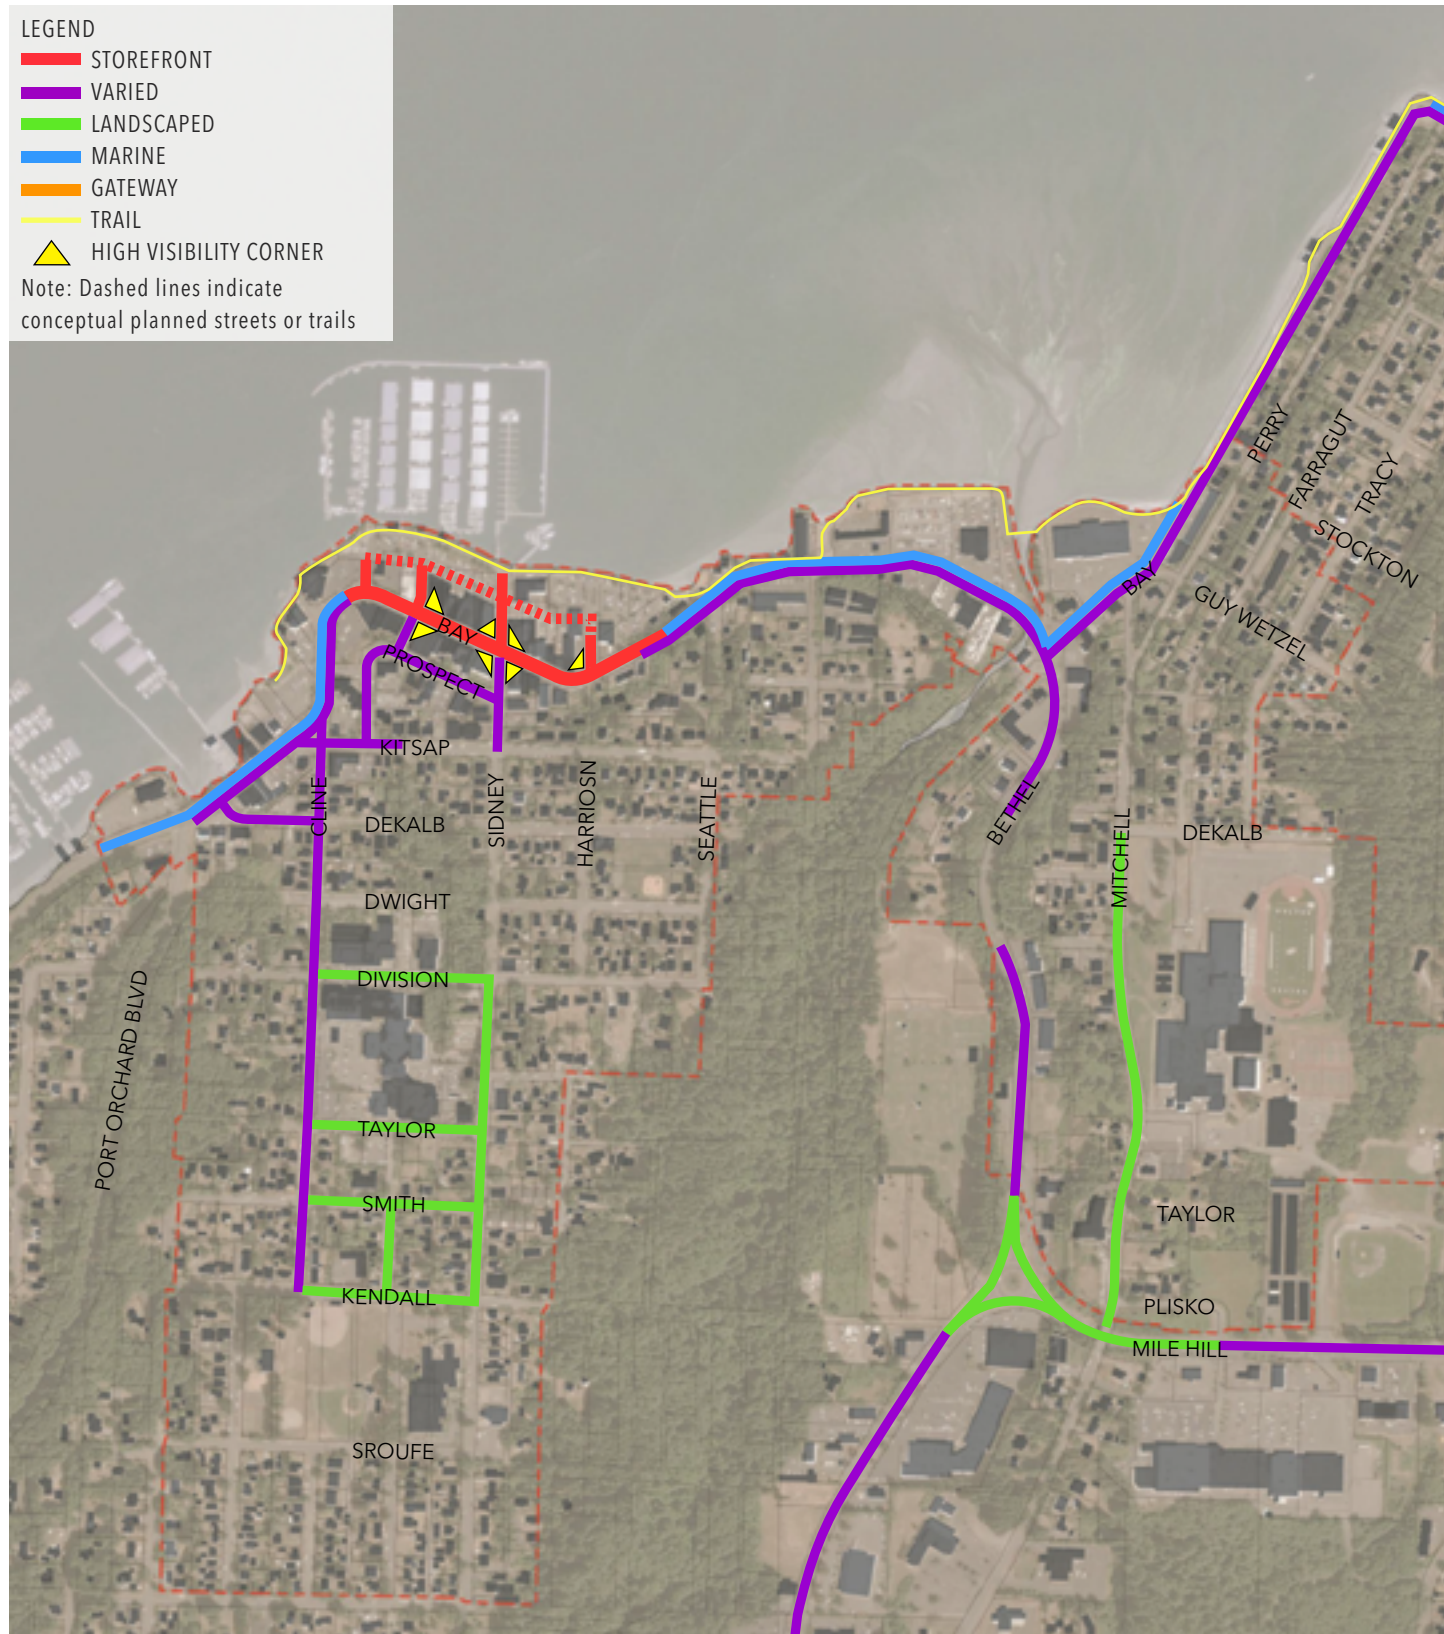 LEGEND
STOREFRONT
VARIED
LANDSCAPED
MARINE
GATEWAY
TRAIL
HIGH VISIBILITY CORNER
Note: Dashed lines indicate
conceptual planned streets or trails
PERRY
FARRAGUT
TRACY
STOCKTON
BAY
GUY WETZEL
BAY
PROSPECT
KITSAP
CLINE
SIDNEY
HARRIOSN
SEATTLE
BETHEL
MITCHELL
DEKALB
DEKALB
DWIGHT
DIVISION
PORT ORCHARD BLVD
TAYLOR
SMITH
TAYLOR
KENDALL
PLISKO
MILE HILL
SROUFE